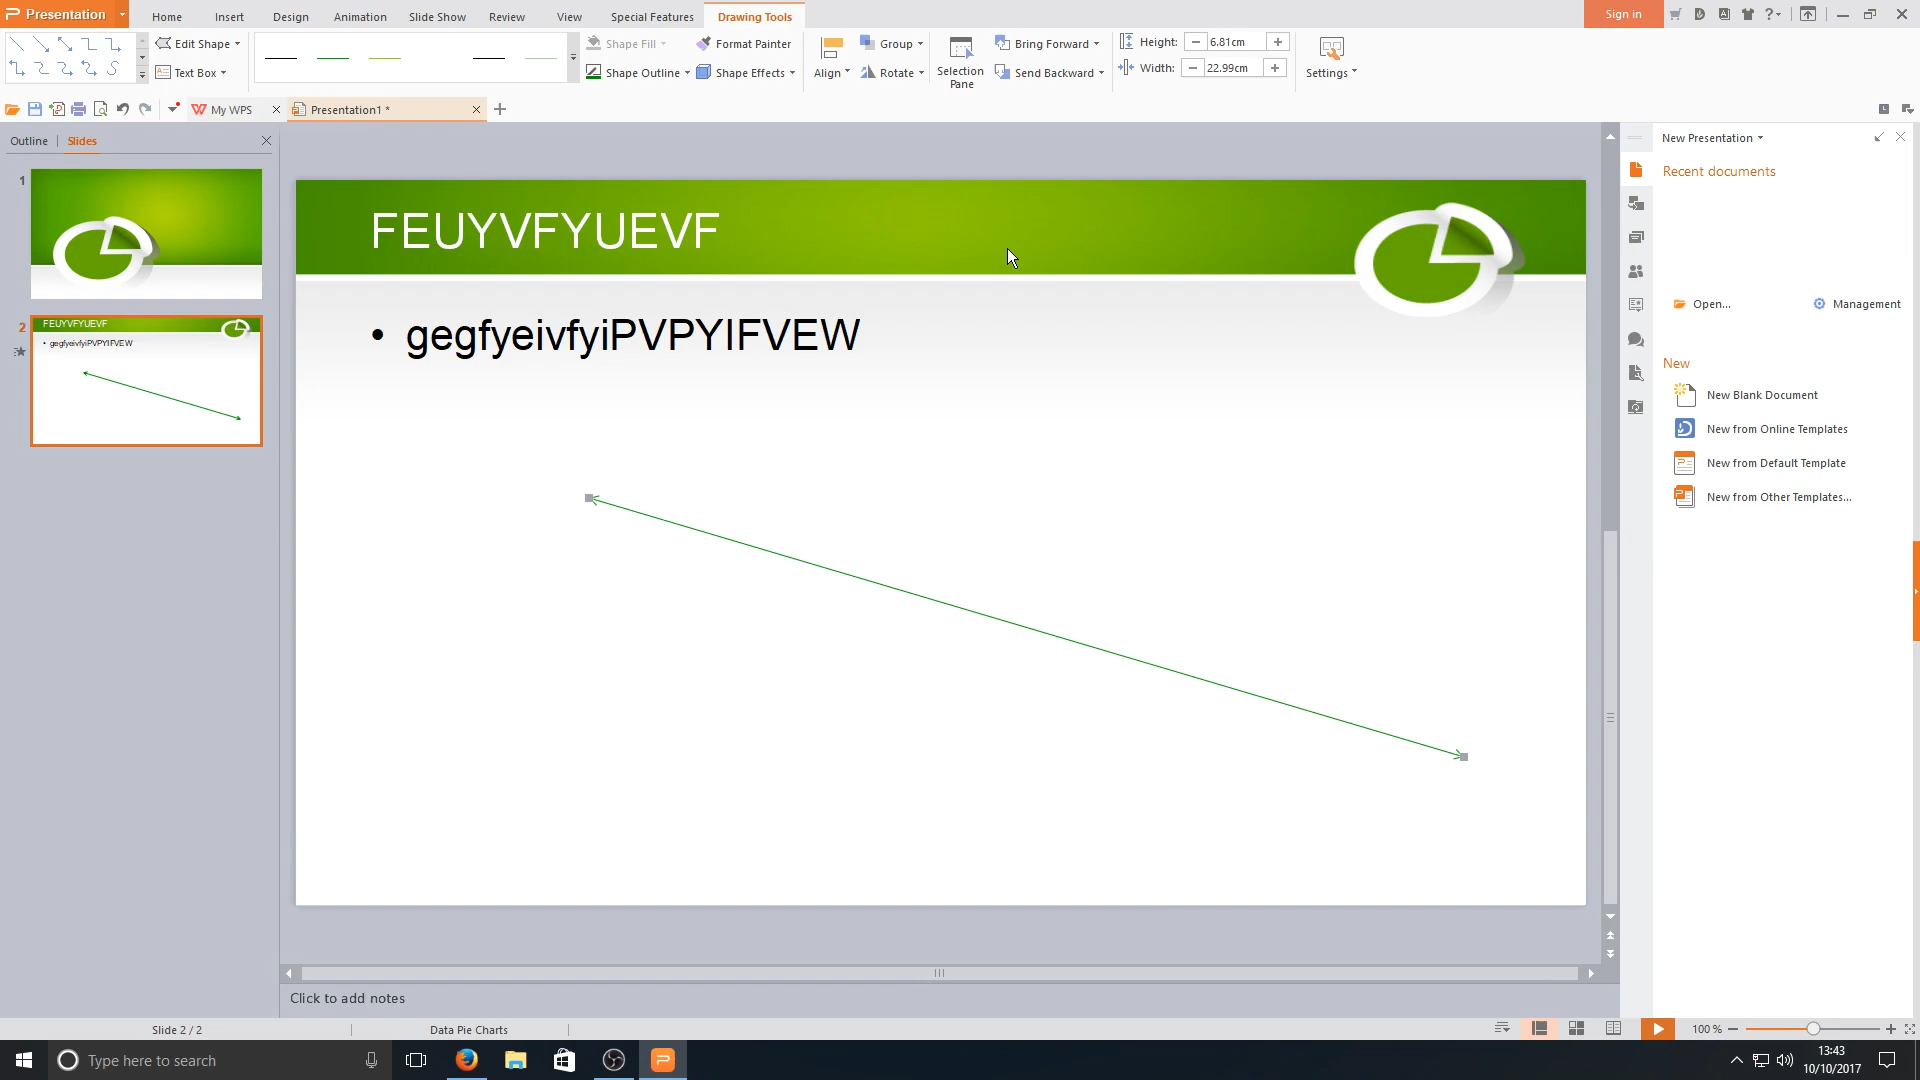 Presentation
Home Insert Design Animation Slide Show Review View Special Features Drawing Tools
Sign in
Edit Shape
Text Box
Shape Fill
Shape Outline
Format Painter
Shape Effects
Align
Group
Rotate
Selection
Pane
Bring Forward
Send Backward
Height: 6.81cm
Width: 22.99cm
Settings
My WPS
Presentation1 *
Outline Slides
1
2
FEUYVFYUEVF
• gegfyeivfyiPVPYIFVEW
FEUYVFYUEVF
• gegfyeivfyiPVPYIFVEW
New Presentation
Recent documents
Open...
Management
New
New Blank Document
New from Online Templates
New from Default Template
New from Other Templates...
Click to add notes
Slide 2 / 2
Data Pie Charts
100 %
Type here to search
13:43
10/10/2017